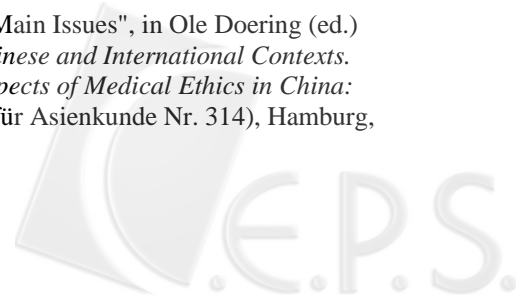 Main Issues", in Ole Doering (ed.)
inese and International Contexts.
pects of Medical Ethics in China:
für Asienkunde Nr. 314), Hamburg,
C.E.P.S.